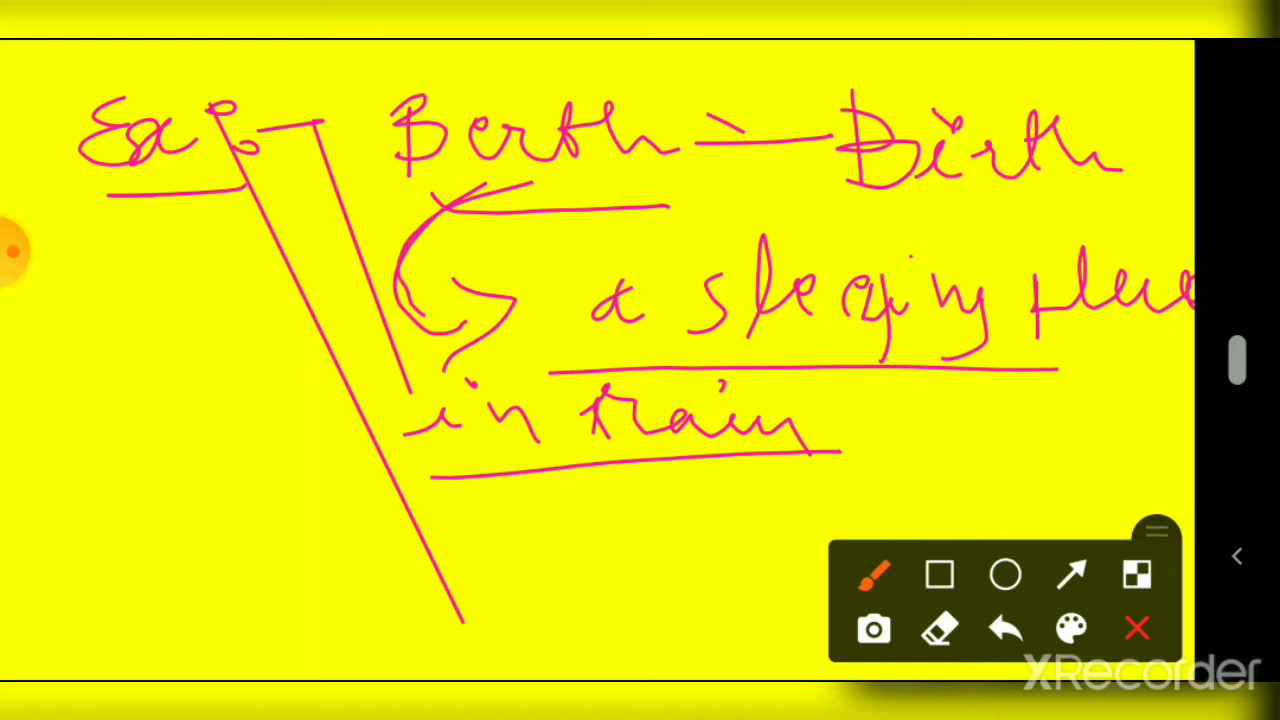 Ex :- Berth - Birth
a sleeping place
in train
XRecorder